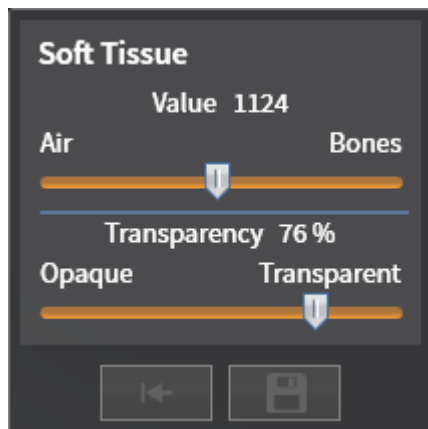 Soft Tissue
Value 1124
Air Bones
Transparency 76 %
Opaque Transparent